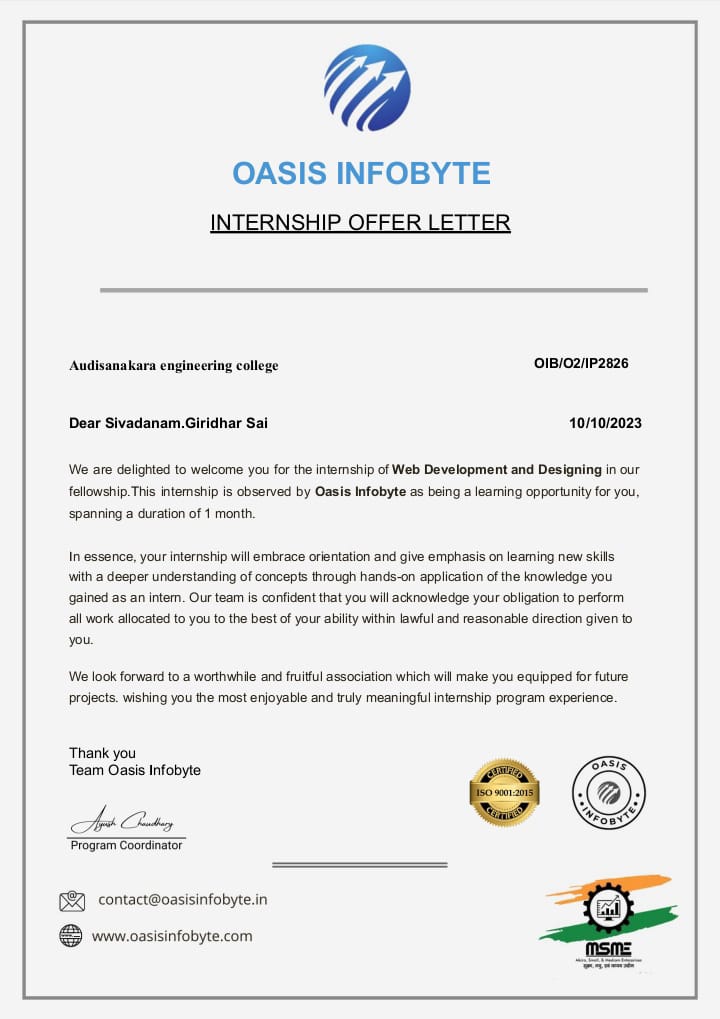 OASIS INFOBYTE
INTERNSHIP OFFER LETTER
Audisanakara engineering college
OIB/O2/IP2826
Dear Sivadanam.Giridhar Sai
10/10/2023
We are delighted to welcome you for the internship of Web Development and Designing in our
fellowship.This internship is observed by Oasis Infobyte as being a learning opportunity for you,
spanning a duration of 1 month.
In essence, your internship will embrace orientation and give emphasis on learning new skills
with a deeper understanding of concepts through hands-on application of the knowledge you
gained as an intern. Our team is confident that you will acknowledge your obligation to perform
all work allocated to you to the best of your ability within lawful and reasonable direction given to
you.
We look forward to a worthwhile and fruitful association which will make you equipped for future
projects. wishing you the most enjoyable and truly meaningful internship program experience.
Thank you
Team Oasis Infobyte
CERTIFIED
ISO 9001:2015
CERTIFIED
OASIS
INFOBYTE
Ayush Chaudhary
Program Coordinator
contact@oasisinfobyte.in
www.oasisinfobyte.com
MSME
Micro, Small, & Medium Enterprises
सूक्ष्म, लघु, एवं मध्यम उद्योग